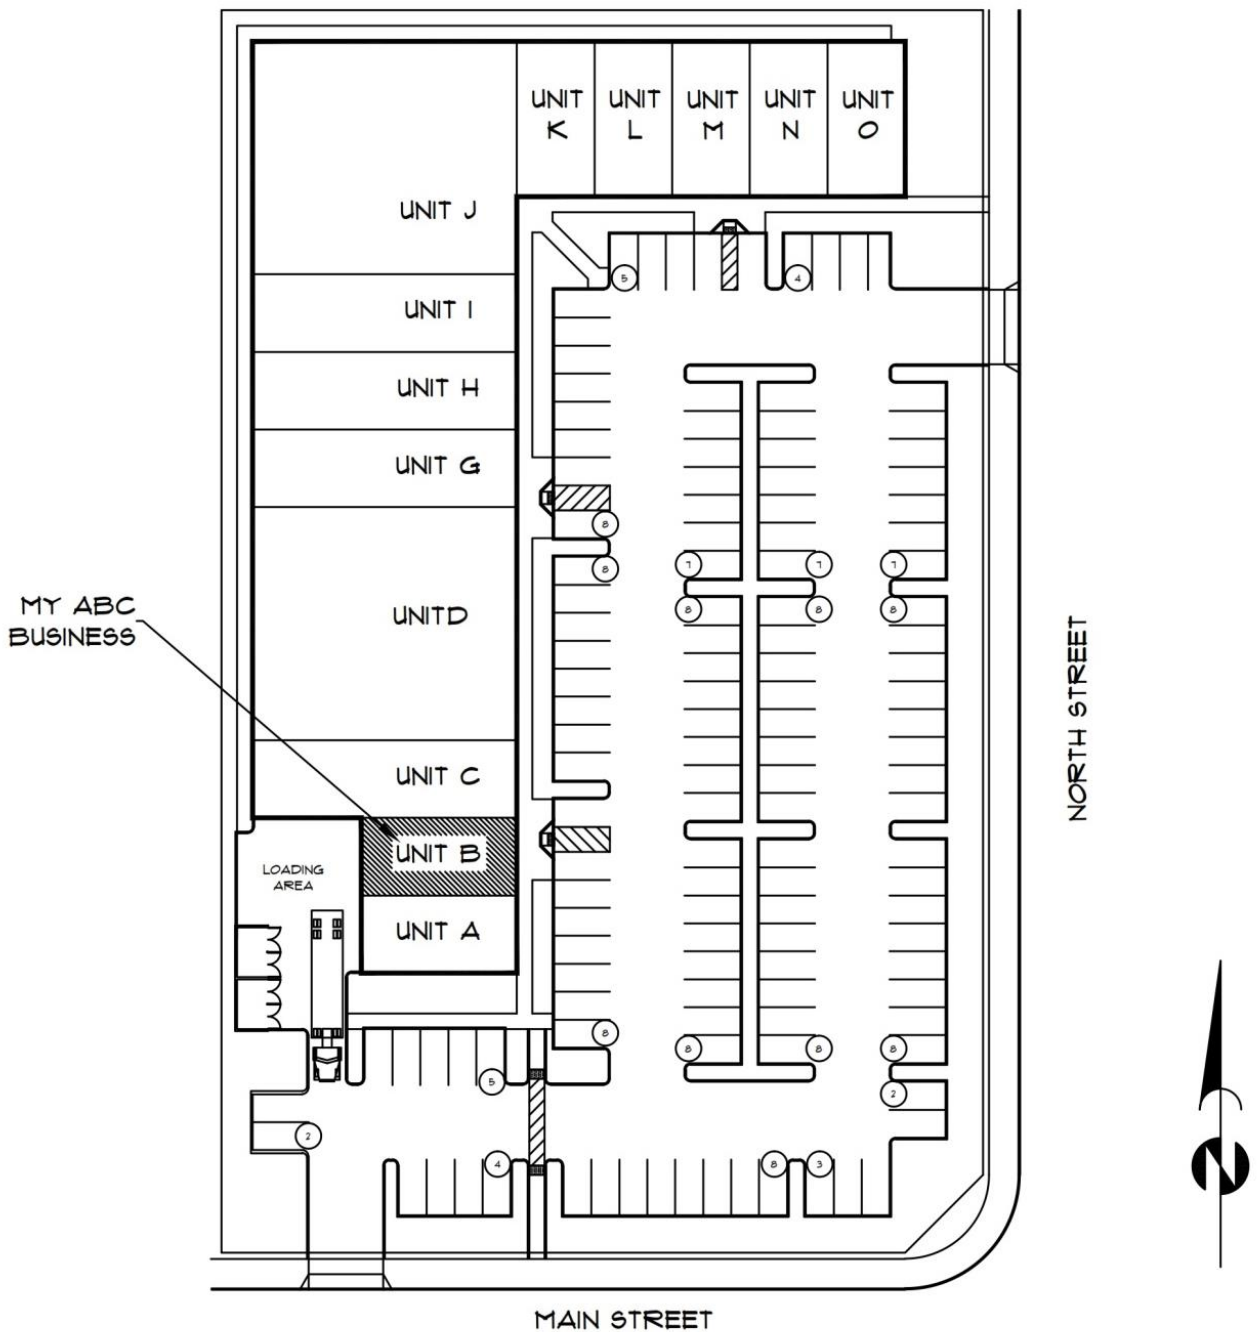 UNIT
K
UNIT
L
UNIT
M
UNIT
N
UNIT
O
UNIT J
5
4
UNIT I
UNIT H
UNIT G
8
8
7
7
7
8
8
8
MY ABC
BUSINESS
UNITD
NORTH STREET
UNIT C
UNIT B
LOADING
AREA
UNIT A
8
8
8
8
5
2
2
4
8
3
N
MAIN STREET